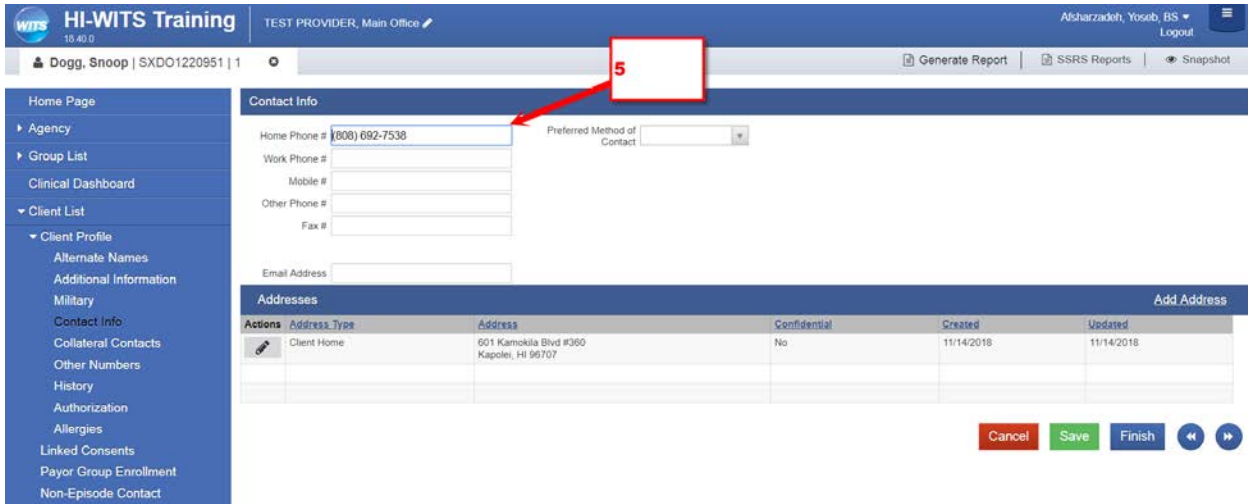 WITS
HI-WITS Training
18.40.0
TEST PROVIDER, Main Office
Afsharzadeh, Yoseb, BS
Logout
Dogg, Snoop | SXDO1220951 | 1
Generate Report
SSRS Reports
Snapshot
5
Home Page
Agency
Group List
Clinical Dashboard
Client List
Client Profile
Alternate Names
Additional Information
Military
Contact Info
Collateral Contacts
Other Numbers
History
Authorization
Allergies
Linked Consents
Payor Group Enrollment
Non-Episode Contact
Contact Info
Home Phone # (808) 692-7538
Preferred Method of
Contact
Work Phone #
Mobile #
Other Phone #
Fax #
Email Address
Addresses
Add Address
Actions Address Type Address Confidential Created Updated
Client Home 601 Kamokila Blvd #360 No 11/14/2018 11/14/2018
Kapolei, HI 96707
Cancel Save Finish